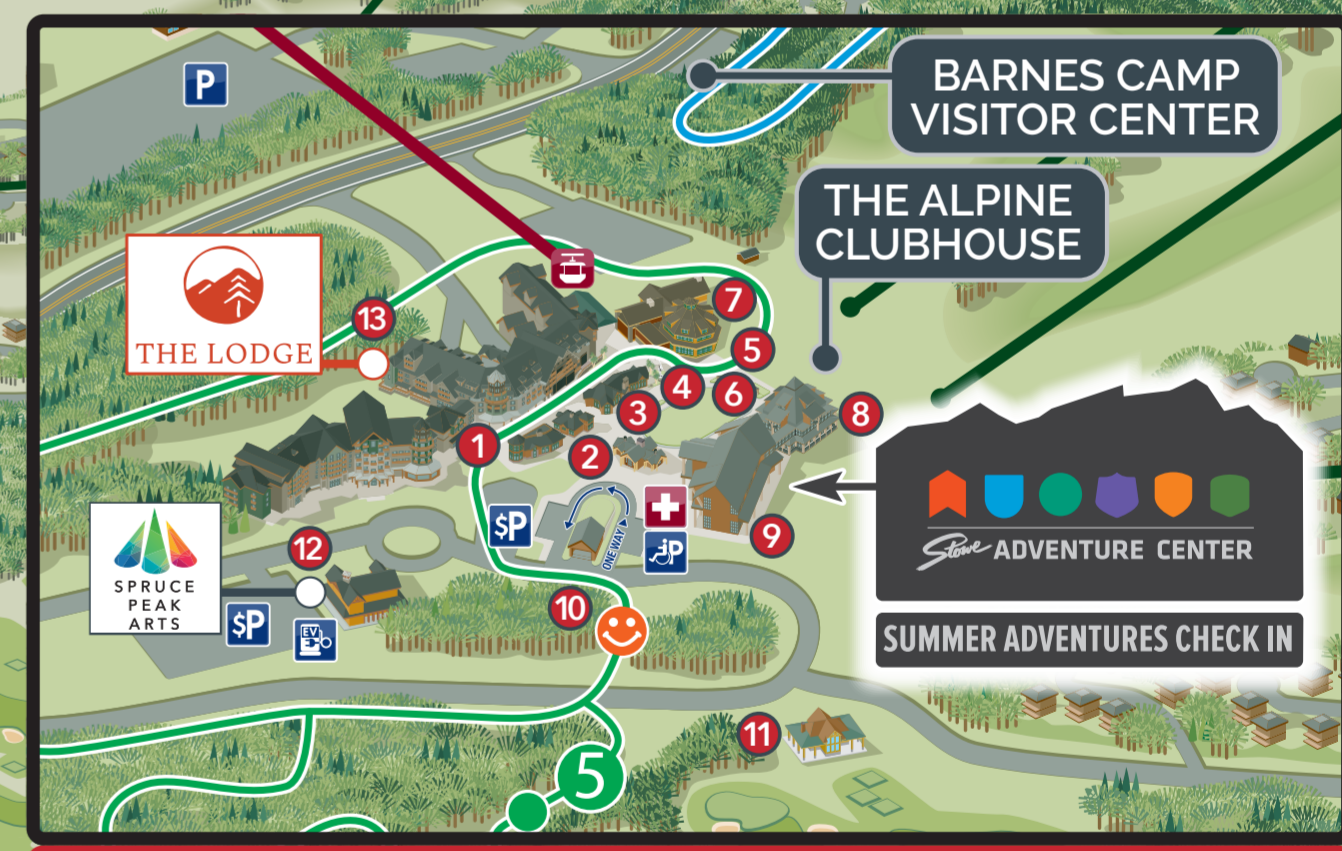 P
BARNES CAMP
VISITOR CENTER
THE ALPINE
CLUBHOUSE
THE LODGE
13
7
5
4
6
3
8
1
2
$P
ONE WAY
P
9
Stowe ADVENTURE CENTER
SUMMER ADVENTURES CHECK IN
SPRUCE
PEAK
ARTS
12
$P
EV
10
11
5